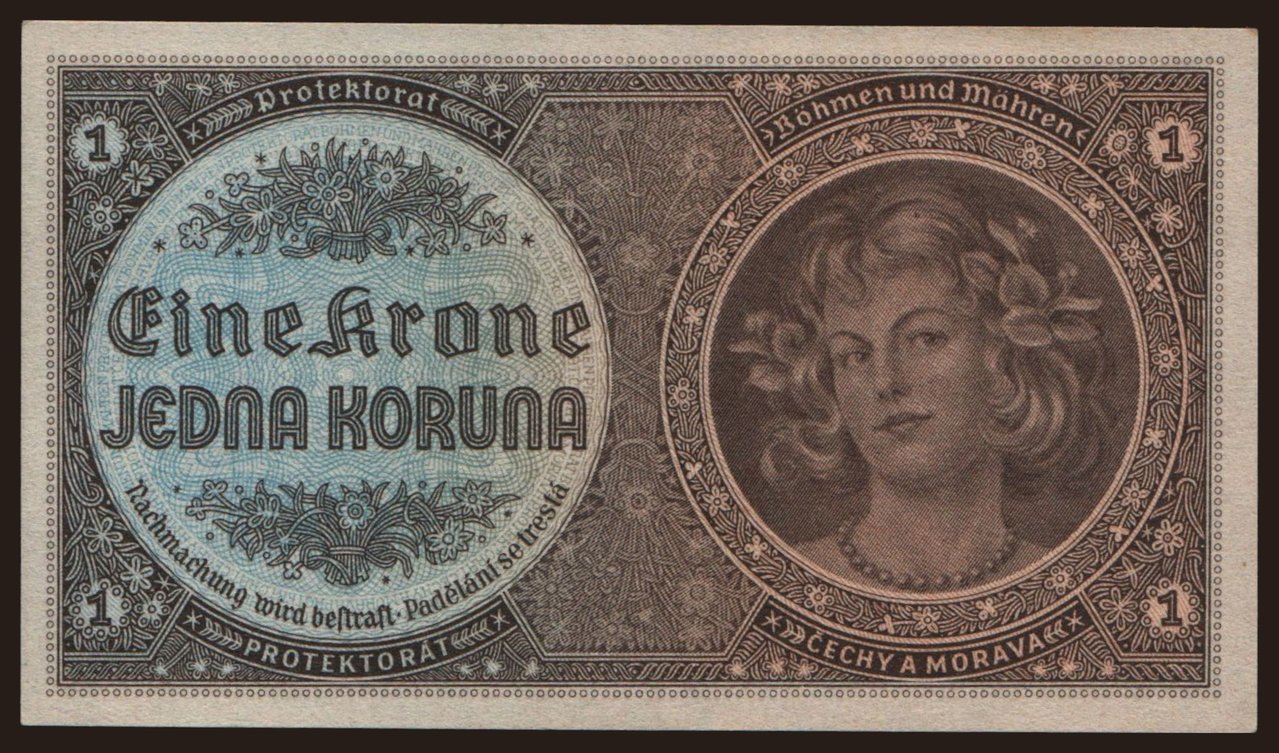 Protektorat
Böhmen und Mähren
1
1
Eine Krone
JEDNA KORUNA
Nachmachung wird bestraft · Padělání se trestá
1
1
PROTEKTORÁT
ČECHY A MORAVA